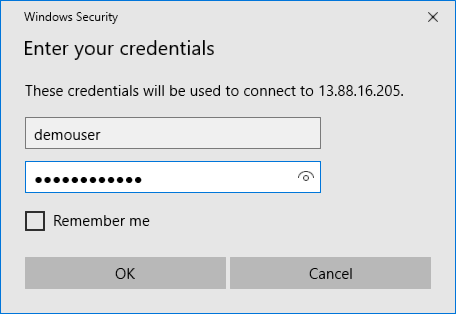 Windows Security
Enter your credentials
These credentials will be used to connect to 13.88.16.205.
demouser
●●●●●●●●●●●●
Remember me
OK
Cancel